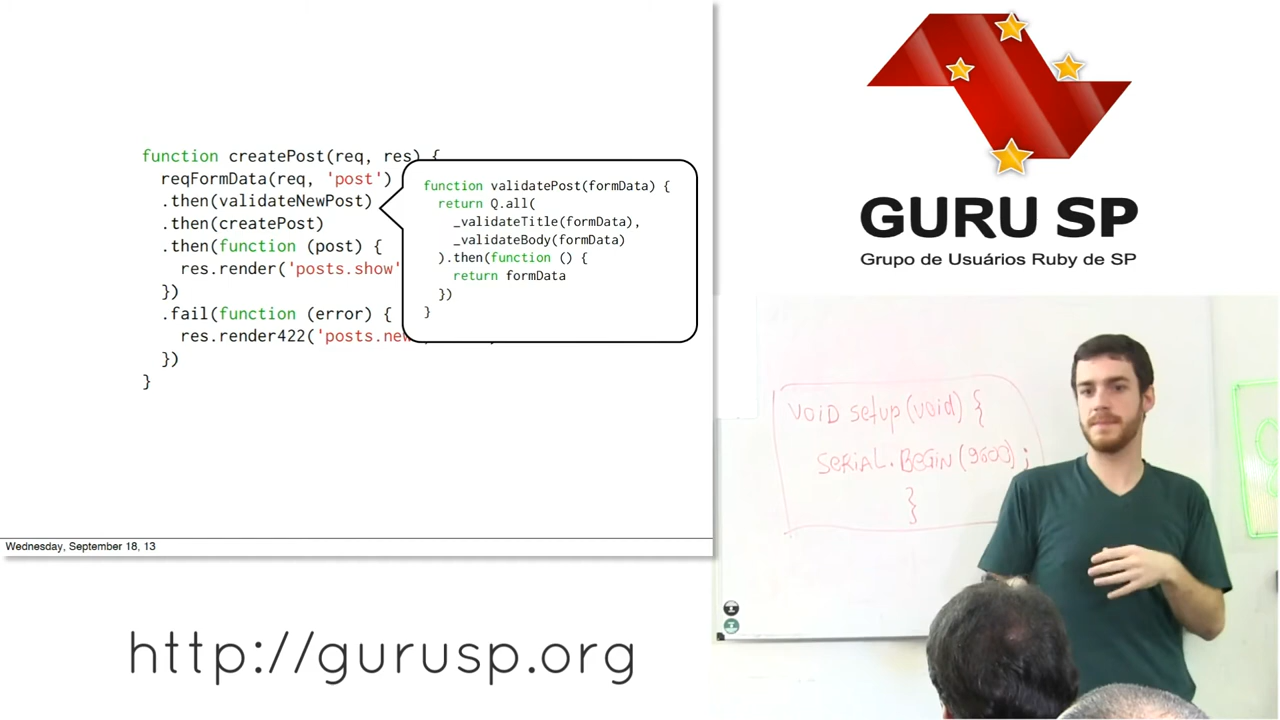 function createPost(req, res) {
reqFormData(req, 'post')
.then(validateNewPost)
.then(createPost)
.then(function (post) {
res.render('posts.show'
})
.fail(function (error) {
res.render422('posts.new
})
}
function validatePost(formData) {
return Q.all(
_validateTitle(formData),
_validateBody(formData)
).then(function () {
return formData
})
}
Wednesday, September 18, 13
http://gurusp.org
GURU SP
Grupo de Usuários Ruby de SP
VOID setup(void) {
SERIAL.BEGIN(9600);
}